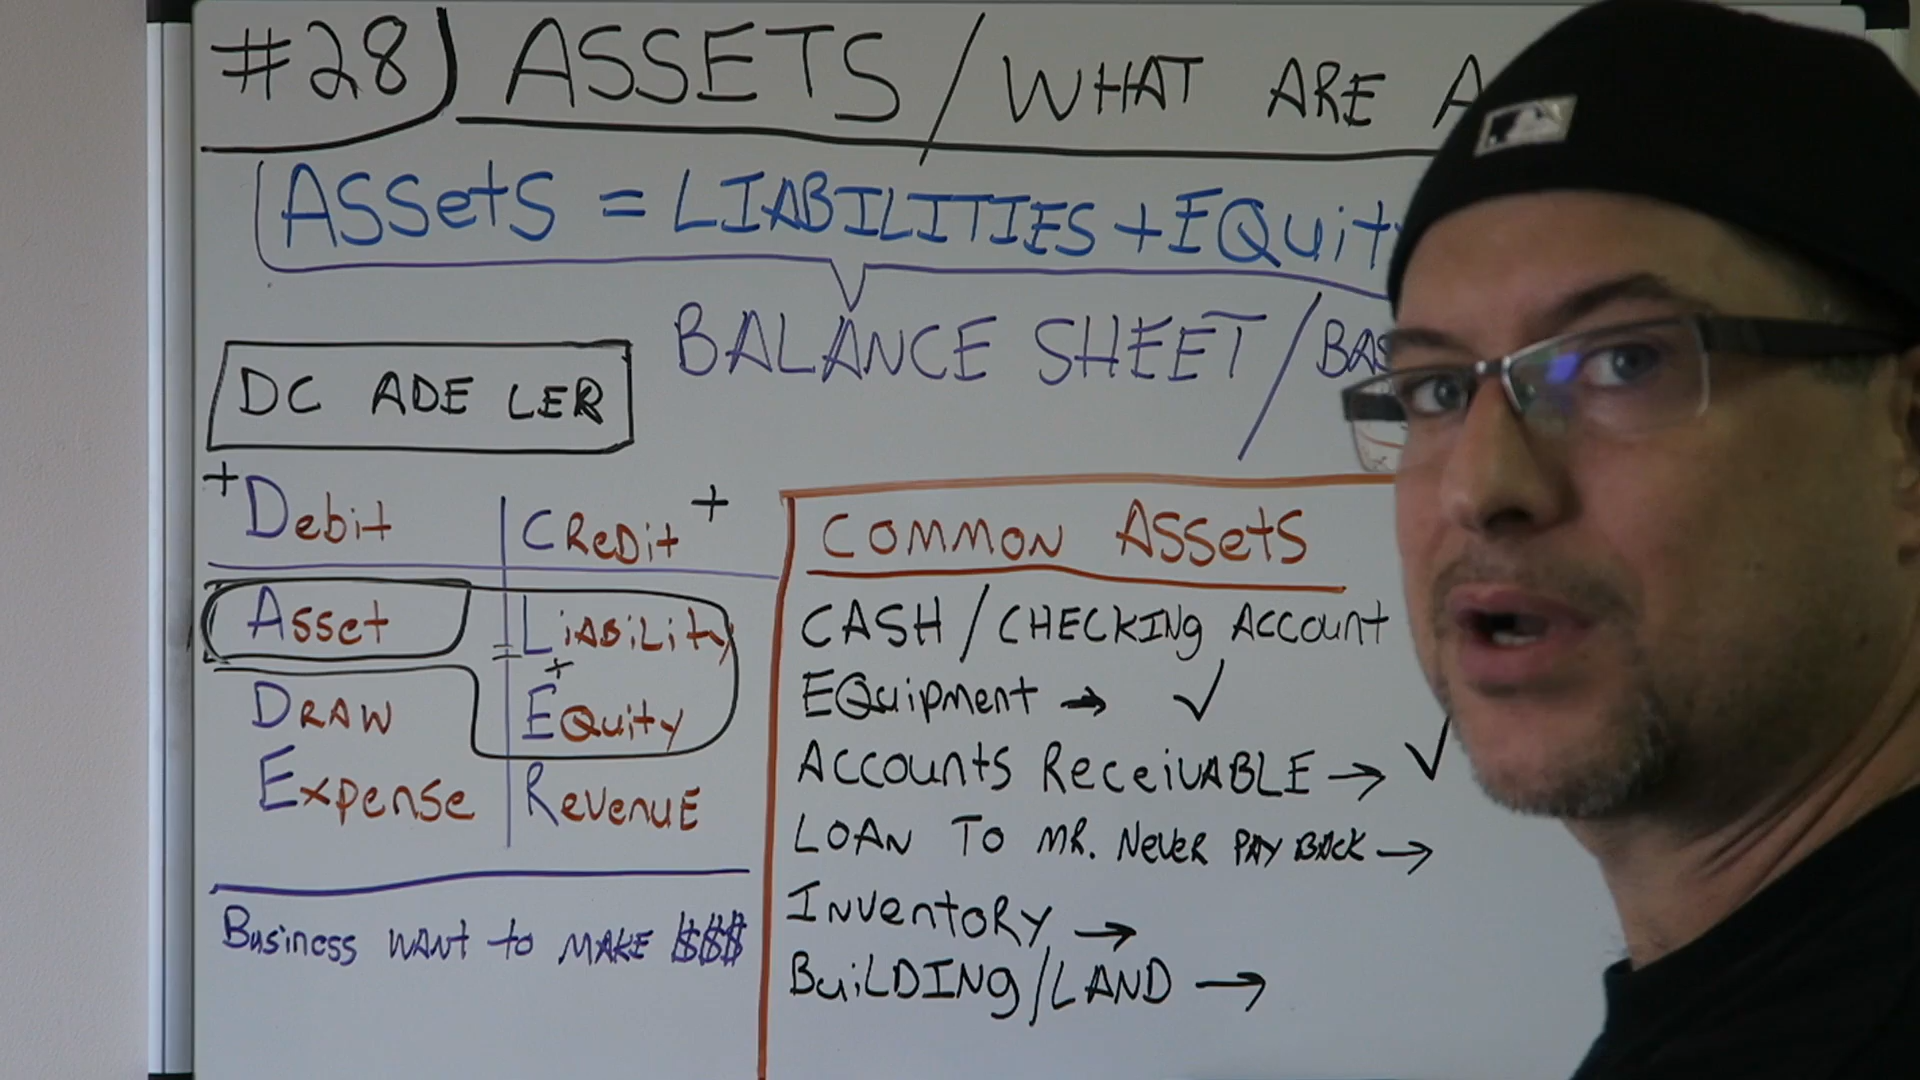 #28) ASSETS / WHAT ARE A
ASSetS = LIABILITIES + EQuity
BALANCE SHEET / BAS
DC ADE LER
+ Debit | CReDit +
Asset = LiABiLity
+
DRAW EQuity
Expense RevenuE
Business WANT to MAKE $$$
COMMON ASSetS
CASH / CHECKINg Account
EQuipment → ✓
Accounts ReceivABLE → ✓
LOAN TO MR. NeveR PAY BACK →
InventoRy →
BuiLDINg / LAND →